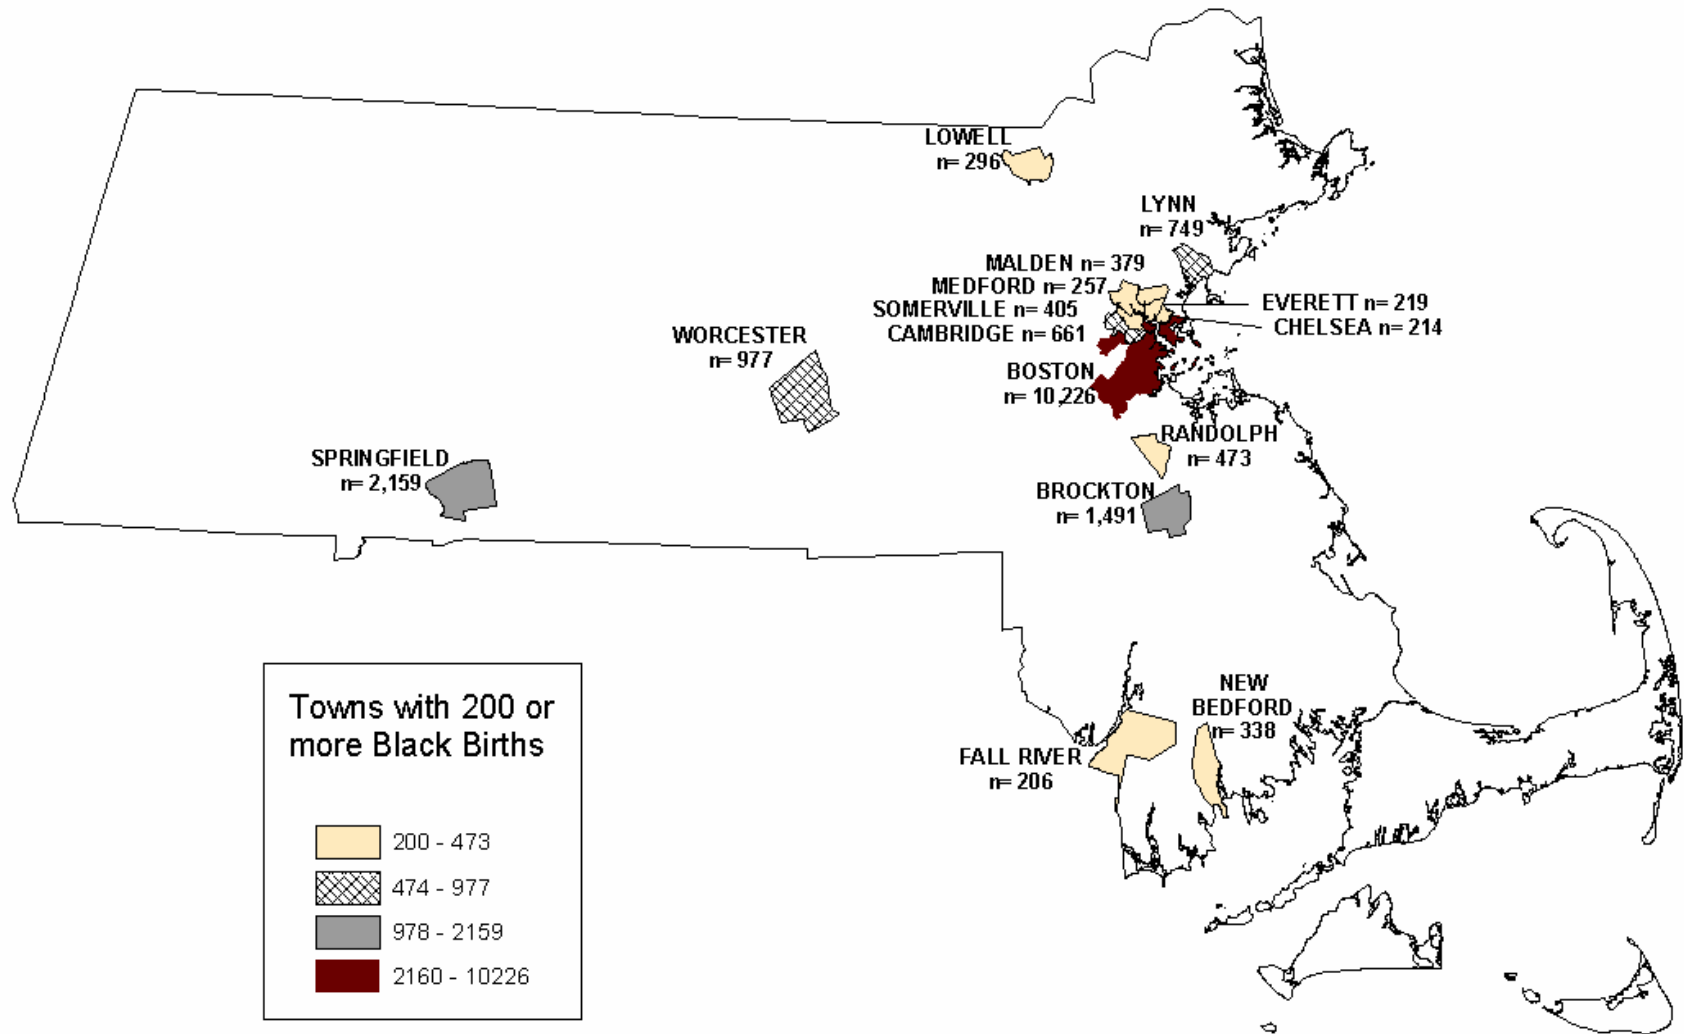 LOWELL
n= 296
LYNN
n= 749
MALDEN n= 379
MEDFORD n= 257
SOMERVILLE n= 405
CAMBRIDGE n= 661
EVERETT n= 219
CHELSEA n= 214
WORCESTER
n= 977
BOSTON
n= 10,226
RANDOLPH
n= 473
SPRINGFIELD
n= 2,159
BROCKTON
n= 1,491
NEW
BEDFORD
n= 338
FALL RIVER
n= 206
Towns with 200 or
more Black Births
200 - 473
474 - 977
978 - 2159
2160 - 10226